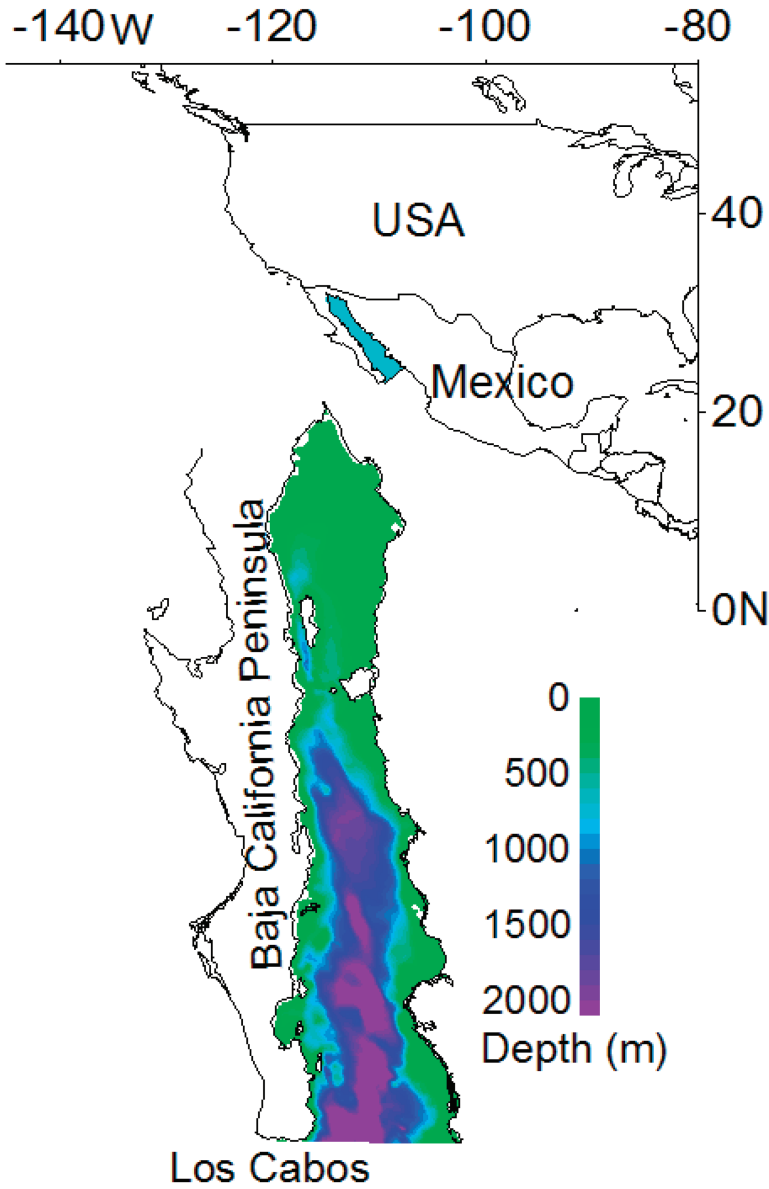 -140 W -120 -100 -80
40
USA
Mexico
20
Baja California Peninsula
0N
0
500
1000
1500
2000
Depth (m)
Los Cabos